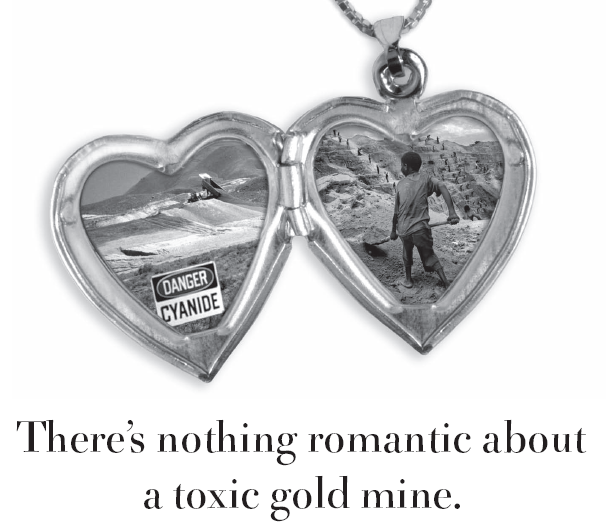 DANGER
CYANIDE
There's nothing romantic about
a toxic gold mine.